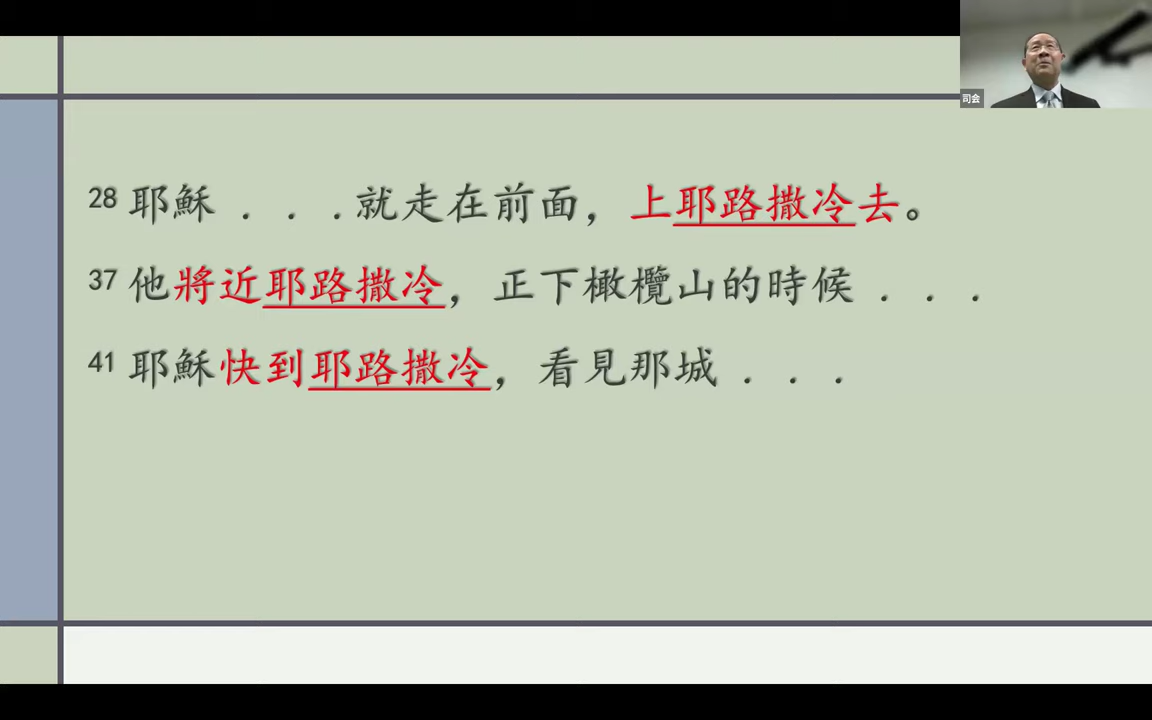 司会
28 耶穌 . . .就走在前面，上耶路撒冷去。
37 他將近耶路撒冷，正下橄欖山的時候 . . .
41 耶穌快到耶路撒冷，看見那城 . . .